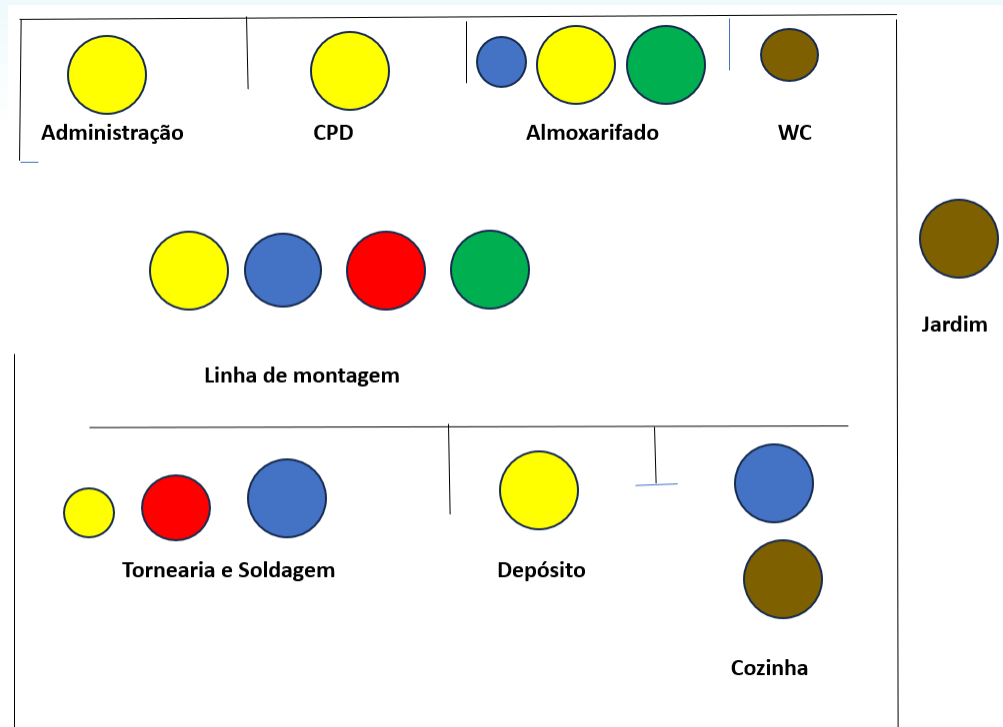 Administração
CPD
Almoxarifado
WC
Jardim
Linha de montagem
Tornearia e Soldagem
Depósito
Cozinha